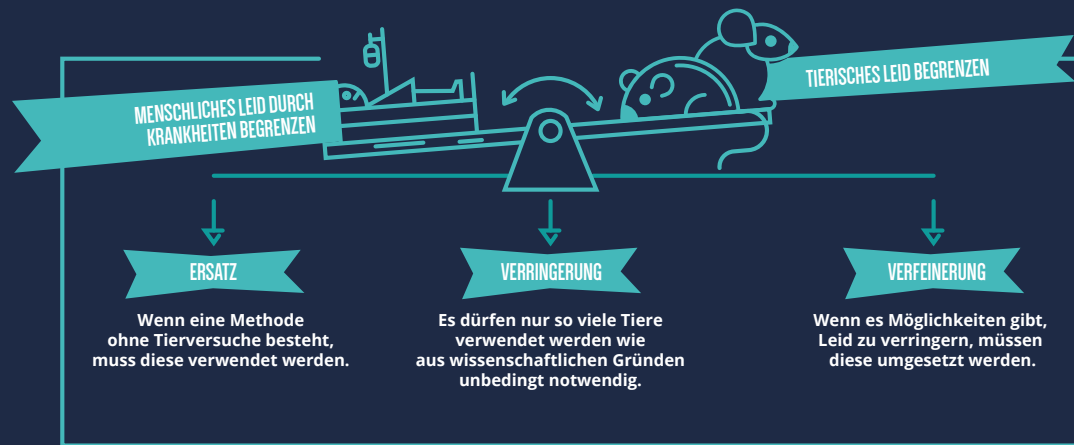 MENSCHLICHES LEID DURCH
KRANKHEITEN BEGRENZEN
TIERISCHES LEID BEGRENZEN
ERSATZ
Wenn eine Methode
ohne Tierversuche besteht,
muss diese verwendet werden.
VERRINGERUNG
Es dürfen nur so viele Tiere
verwendet werden wie
aus wissenschaftlichen Gründen
unbedingt notwendig.
VERFEINERUNG
Wenn es Möglichkeiten gibt,
Leid zu verringern, müssen
diese umgesetzt werden.